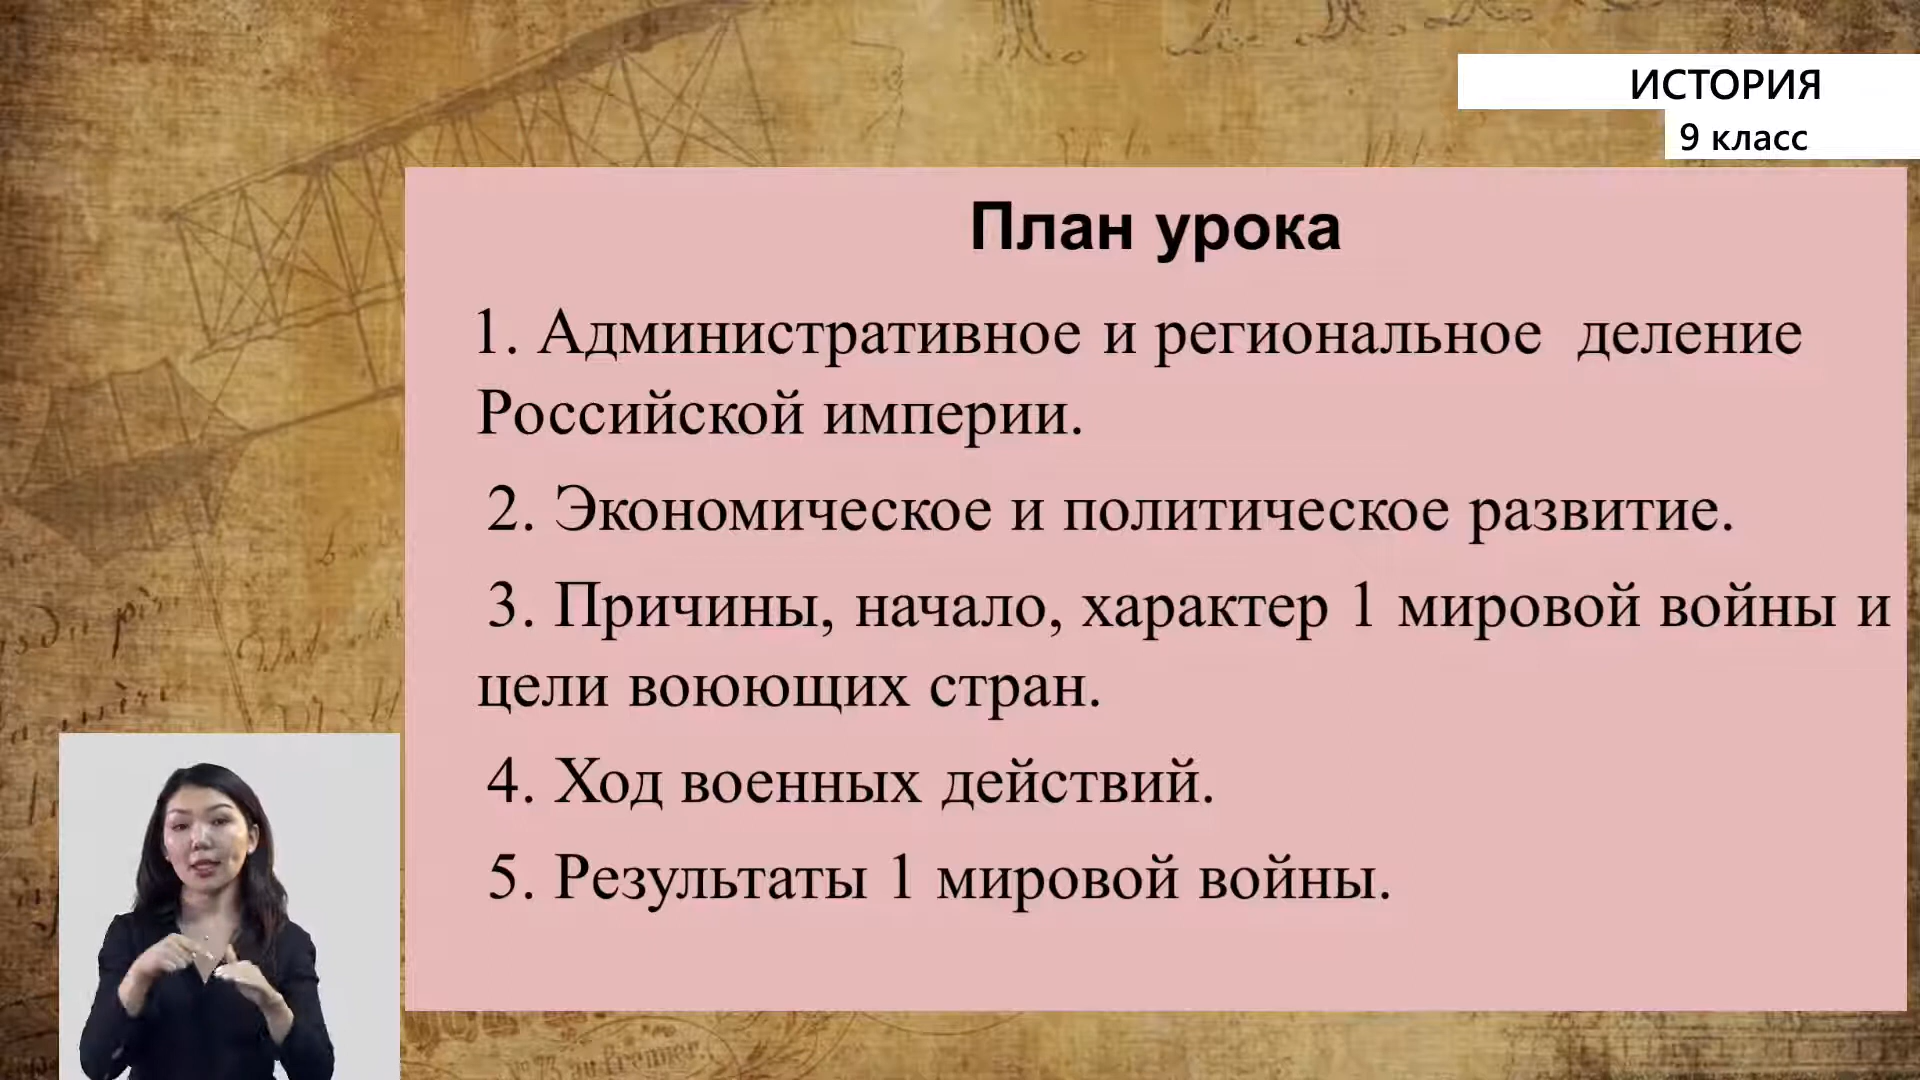 ИСТОРИЯ
9 класс
План урока
1. Административное и региональное деление
Российской империи.
2. Экономическое и политическое развитие.
3. Причины, начало, характер 1 мировой войны и
цели воюющих стран.
4. Ход военных действий.
5. Результаты 1 мировой войны.